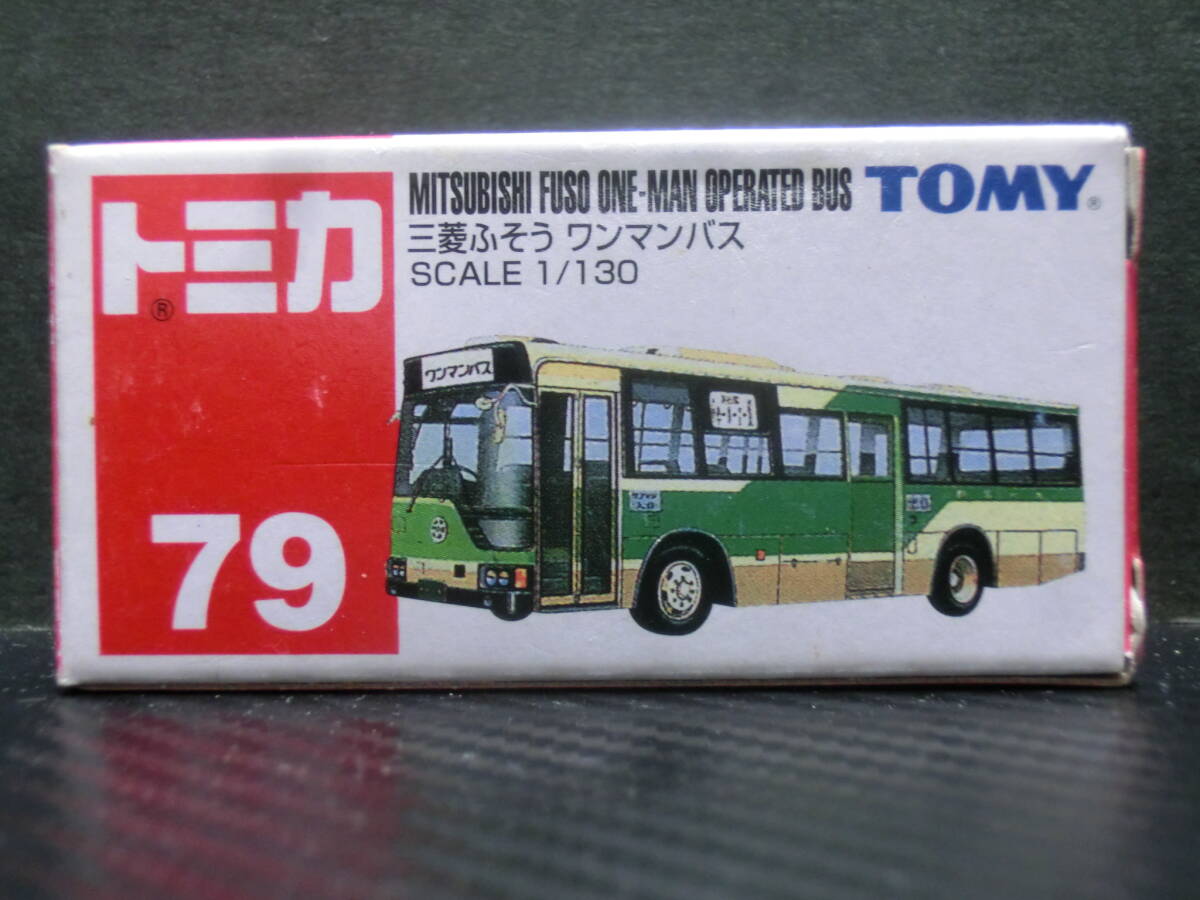 トミカ®
79
MITSUBISHI FUSO ONE-MAN OPERATED BUS
三菱ふそう ワンマンバス
SCALE 1/130
TOMY®
ワンマンバス